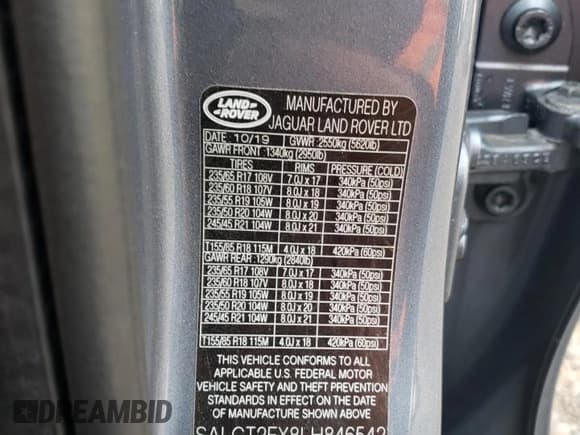 LAND ROVER
MANUFACTURED BY
JAGUAR LAND ROVER LTD
DATE: 10/19 GVWR: 2550kg (5620lb)
GAWR FRONT: 1340kg (2950lb)
TIRES RIMS PRESSURE (COLD)
235/65 R17 108V 7.0J x 17 340kPa (50psi)
235/60 R18 107V 8.0J x 18 340kPa (50psi)
235/55 R19 105W 8.0J x 19 340kPa (50psi)
235/50 R20 104W 8.0J x 20 340kPa (50psi)
245/45 R21 104W 8.0J x 21 340kPa (50psi)
T155/85 R18 115M 4.0J x 18 420kPa (60psi)
GAWR REAR: 1290kg (2840lb)
235/65 R17 108V 7.0J x 17 340kPa (50psi)
235/60 R18 107V 8.0J x 18 340kPa (50psi)
235/55 R19 105W 8.0J x 19 340kPa (50psi)
235/50 R20 104W 8.0J x 20 340kPa (50psi)
245/45 R21 104W 8.0J x 21 340kPa (50psi)
T155/85 R18 115M 4.0J x 18 420kPa (60psi)
THIS VEHICLE CONFORMS TO ALL
APPLICABLE U.S. FEDERAL MOTOR
VEHICLE SAFETY AND THEFT PREVENTION
STANDARDS IN EFFECT ON THE DATE OF
MANUFACTURE SHOWN ABOVE
SALCT2FX8LH846542
DATE.FAX